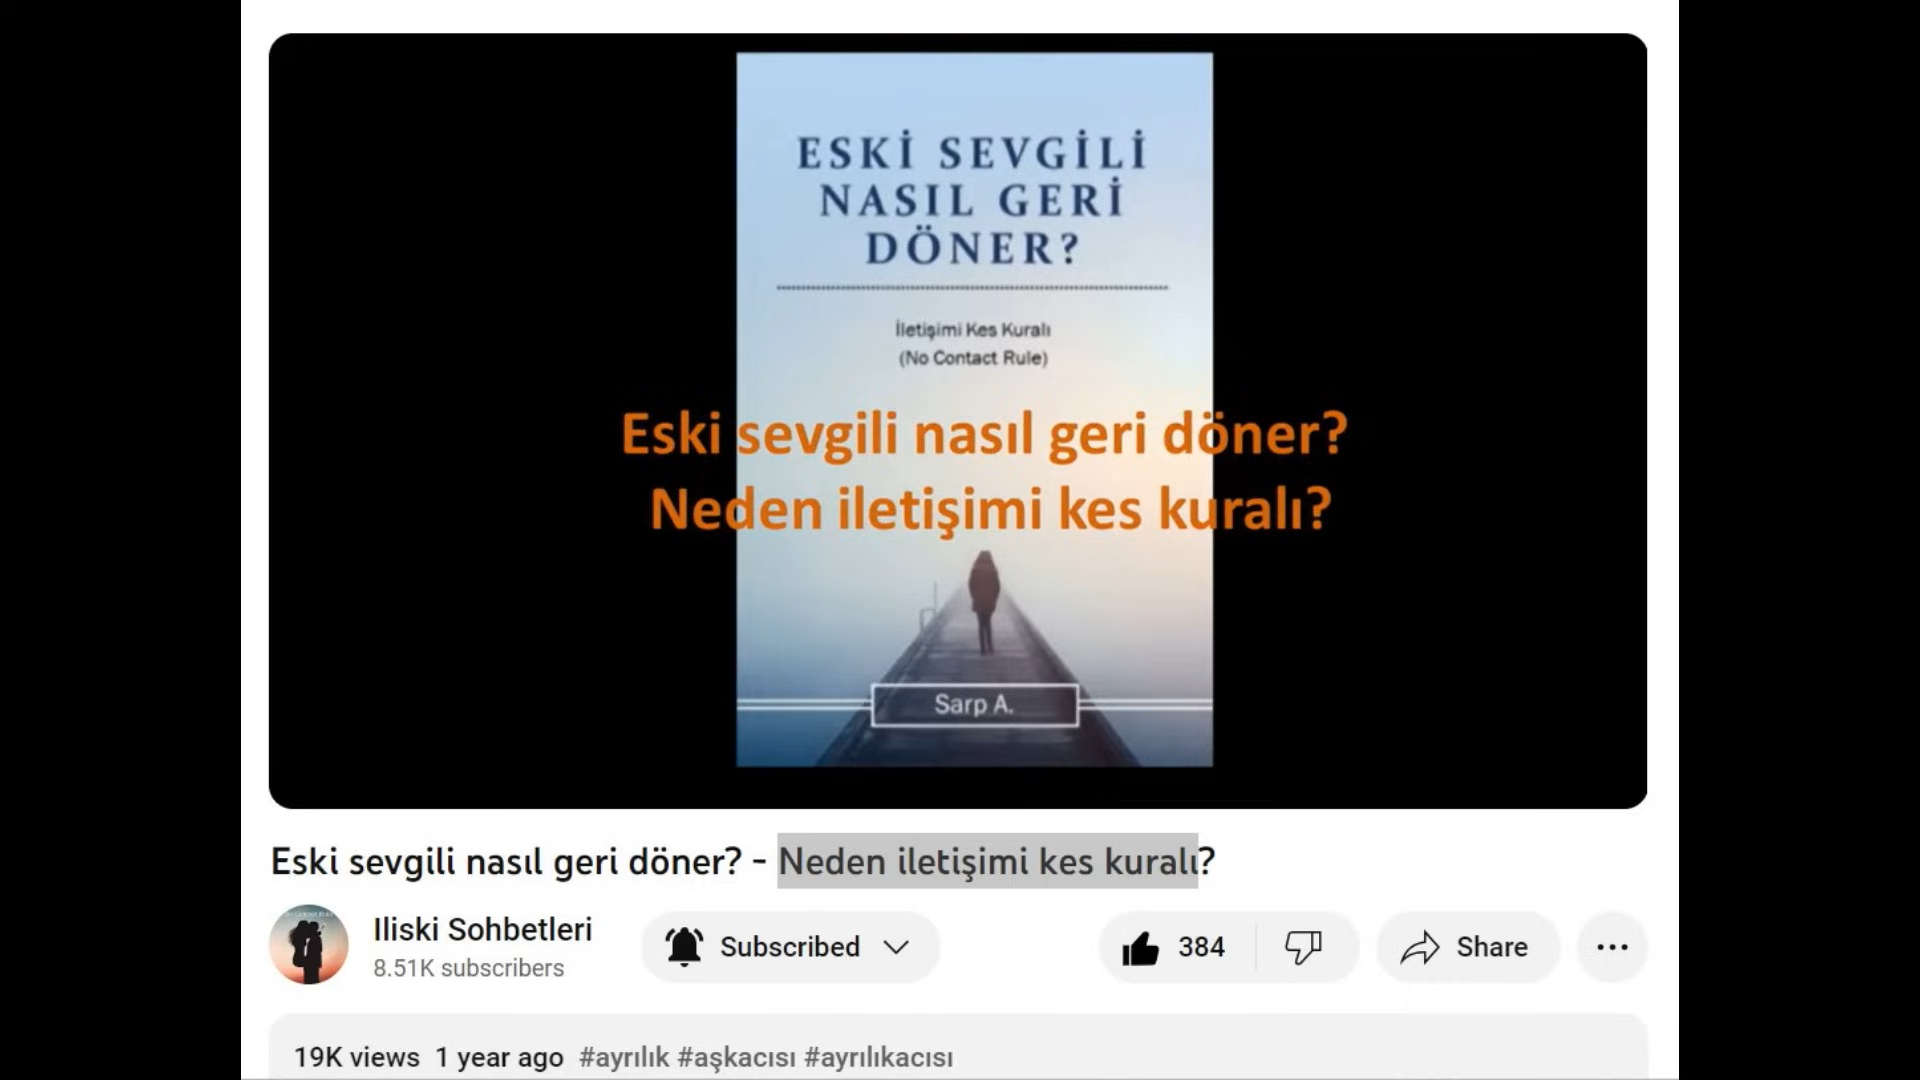 ESKİ SEVGİLİ
NASIL GERİ
DÖNER?
İletişimi Kes Kuralı
(No Contact Rule)
Eski sevgili nasıl geri döner?
Neden iletişimi kes kuralı?
Sarp A.
Eski sevgili nasıl geri döner? - Neden iletişimi kes kuralı?
Iliski Sohbetleri
8.51K subscribers
Subscribed
384
Share
19K views 1 year ago #ayrılık #aşkacısı #ayrılıkacısı